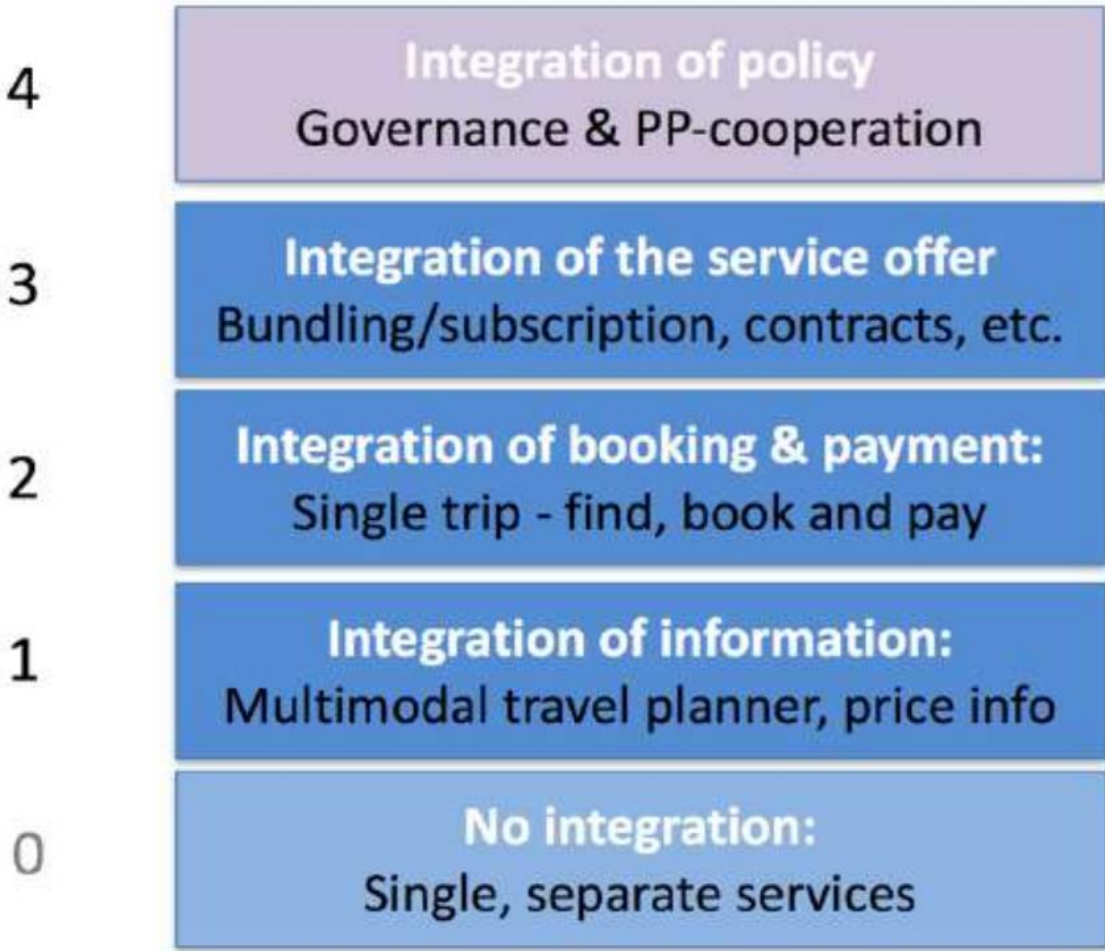 4
Integration of policy
Governance & PP-cooperation
3
Integration of the service offer
Bundling/subscription, contracts, etc.
2
Integration of booking & payment:
Single trip - find, book and pay
1
Integration of information:
Multimodal travel planner, price info
0
No integration:
Single, separate services